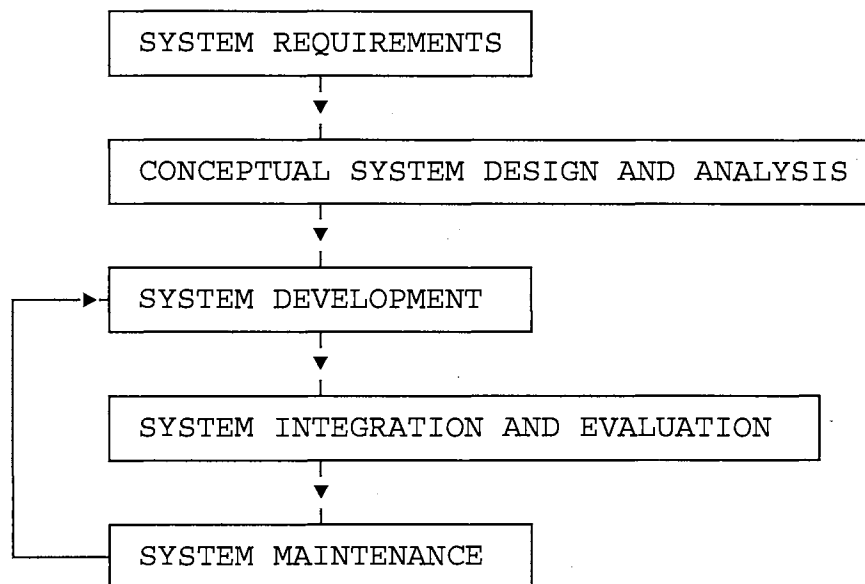 SYSTEM REQUIREMENTS
CONCEPTUAL SYSTEM DESIGN AND ANALYSIS
SYSTEM DEVELOPMENT
SYSTEM INTEGRATION AND EVALUATION
SYSTEM MAINTENANCE